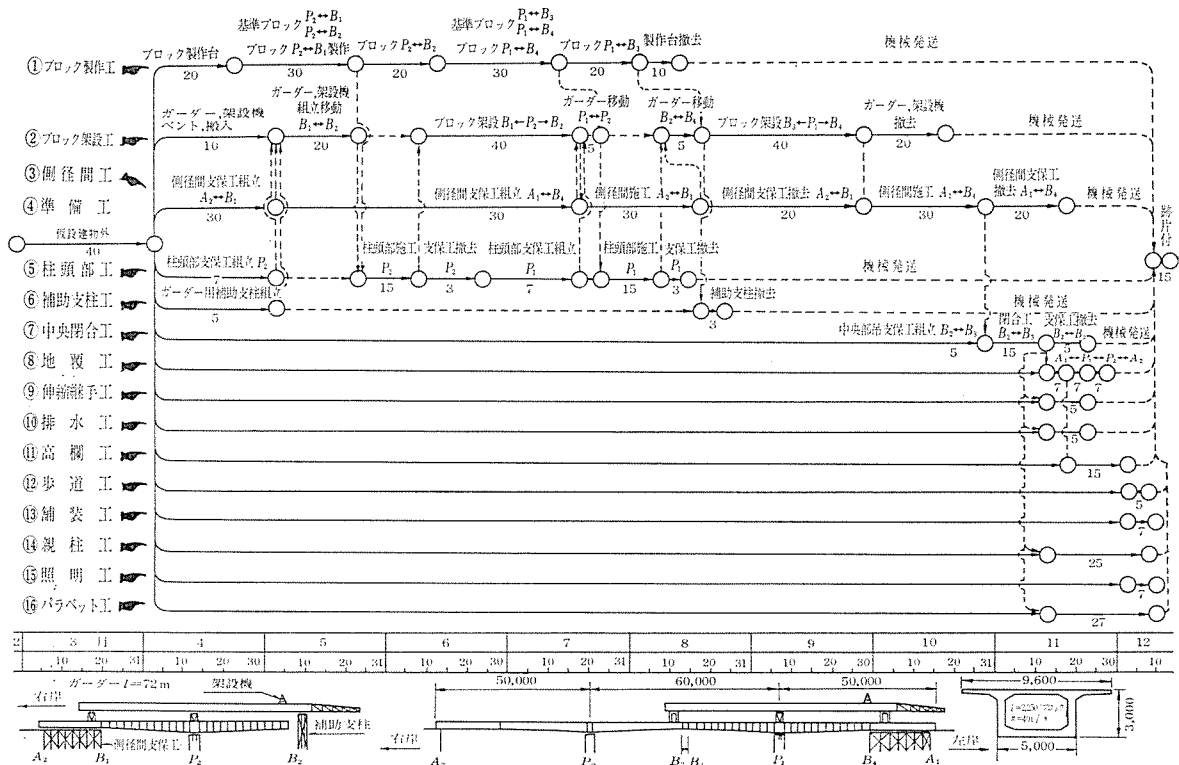 基準ブロック P₂↔B₁ P₂↔B₂
基準ブロック P₁↔B₃ P₁↔B₄
ブロック製作台 ブロック P₂↔B₁製作 ブロック P₂↔B₂ ブロック P₁↔B₄ ブロック P₁↔B₃ 製作台撤去 機械発送
①ブロック製作工 20 30 20 30 20 10
ガーダー,架設機 ベント,搬入 ガーダー,架設機 組立移動 B₁↔B₂ ブロック架設 B₁←P₂→B₂ ガーダー移動 P₁↔P₂ ガーダー移動 B₂↔B₄ ブロック架設 B₃←P₁→B₄ ガーダー,架設機 撤去 機械発送
②ブロック架設工 10 20 40 5 5 40 20
③側径間工
側径間支保工組立 A₂↔B₁ 側径間支保工組立 A₁↔B₄ 側径間施工 A₂↔B₁ 側径間支保工撤去 A₂↔B₁ 側径間施工 A₁↔B₄ 側径間支保工 撤去 A₁↔B₄ 機械発送
④準備工 30 30 30 20 30 20
仮設建物外 40
跡片付 15
柱頭部支保工組立 P₂ 柱頭部施工 P₂ 支保工撤去 P₂ 柱頭部支保工組立 P₁ 柱頭部施工 P₁ 支保工撤去 P₁ 機械発送
⑤柱頭部工 7 15 3 7 15 3
ガーダー用補助支柱組立 補助支柱撤去 機械発送
⑥補助支柱工 5 3
中央部吊支保工組立 B₂↔B₃ 閉合工 B₂↔B₃ 支保工撤去 機械発送
⑦中央閉合工 5 15 5
A₁↔P₁↔P₂↔A₂
⑧地覆工 7 7 7
⑨伸縮継手工 5
⑩排水工 5
⑪高欄工 15
⑫歩道工 5
⑬舗装工 7
⑭親柱工 25
⑮照明工 7
⑯パラペット工 27
2 3月 4 5 6 7 8 9 10 11 12
10 20 31 10 20 10 20 31 10 20 10 20 31 10 20 31 10 20 10 20 31 10 20 10
ガーダー l=72m 架設機 50,000 60,000 50,000 9,600
右岸 補助支柱 3,000
側径間支保工 右岸 左岸 5,000
A₂ B₁ P₂ B₂ A₂ P₂ B₂ P₁ B₄ A₁